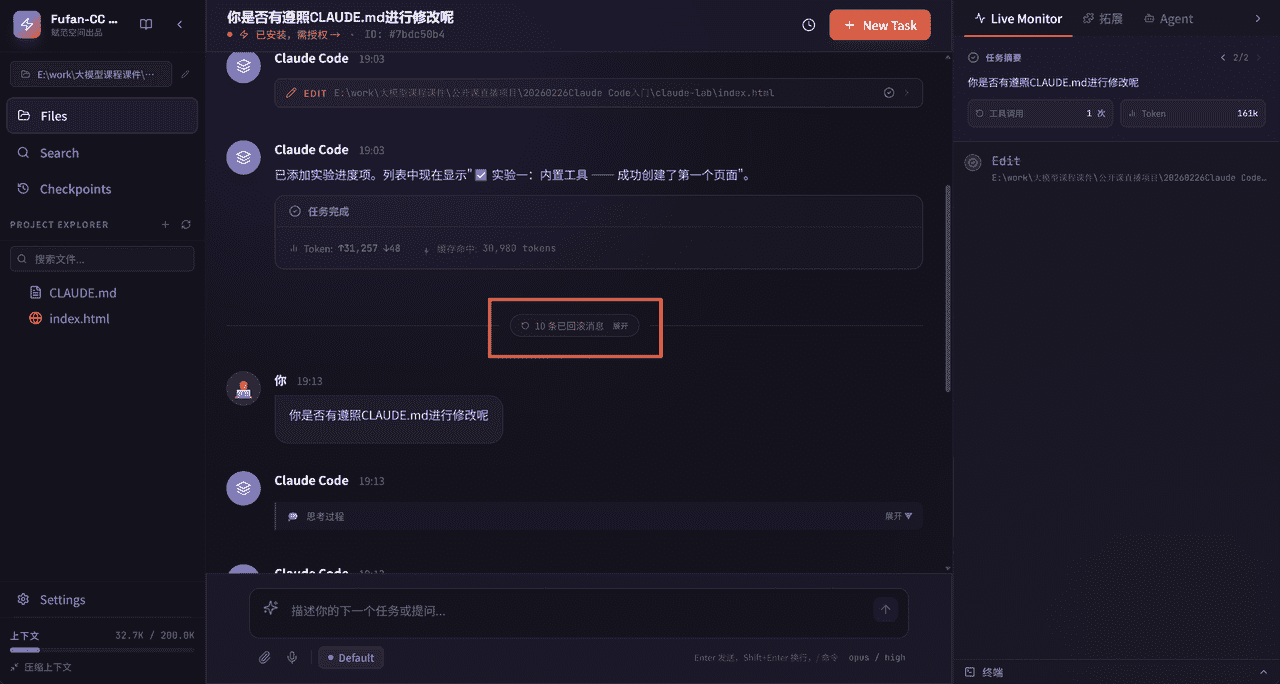 Fufan-CC ...
赋范空间出品
E:\work\大模型课程课件\···
Files
Search
Checkpoints
PROJECT EXPLORER
搜索文件...
CLAUDE.md
index.html
Settings
上下文
32.7K / 200.0K
压缩上下文
你是否有遵照CLAUDE.md进行修改呢
已安装，需授权 → · ID: #7bdc50b4
+ New Task
Claude Code 19:03
EDIT E:\work\大模型课程课件\公开课直播项目\20260226Claude Code入门\claude-lab\index.html
Claude Code 19:03
已添加实验进度项。列表中现在显示"☑ 实验一：内置工具 —— 成功创建了第一个页面"。
任务完成
Token: ↑31,257 ↓48 缓存命中: 30,980 tokens
10 条已回滚消息 展开
你 19:13
你是否有遵照CLAUDE.md进行修改呢
Claude Code 19:13
思考过程
展开▼
Claude Code 19:13
描述你的下一个任务或提问...
Default
Enter 发送, Shift+Enter 换行, / 命令 opus / high
Live Monitor
拓展
Agent
任务摘要
2/2
你是否有遵照CLAUDE.md进行修改呢
工具调用 1 次
Token 161k
Edit
E:\work\大模型课程课件\公开课直播项目\20260226Claude Code…
终端